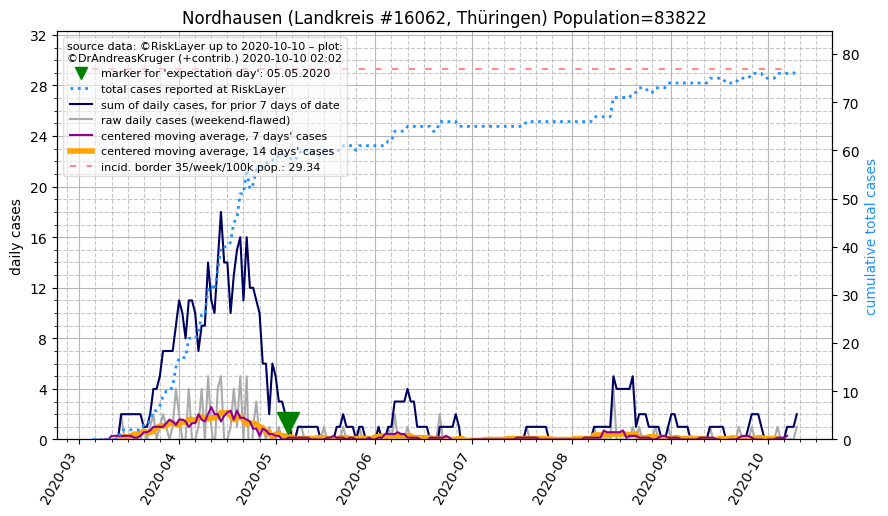 Nordhausen (Landkreis #16062, Thüringen) Population=83822
source data: ©RiskLayer up to 2020-10-10 – plot:
©DrAndreasKruger (+contrib.) 2020-10-10 02:02
marker for 'expectation day': 05.05.2020
total cases reported at RiskLayer
sum of daily cases, for prior 7 days of date
raw daily cases (weekend-flawed)
centered moving average, 7 days' cases
centered moving average, 14 days' cases
incid. border 35/week/100k pop.: 29.34
daily cases
32
28
24
20
16
12
8
4
0
cumulative total cases
80
70
60
50
40
30
20
10
0
2020-03
2020-04
2020-05
2020-06
2020-07
2020-08
2020-09
2020-10